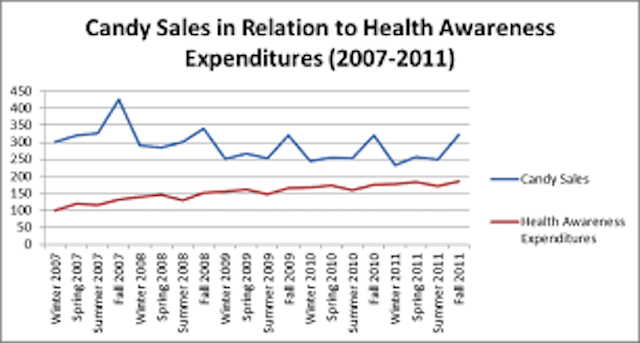 Candy Sales in Relation to Health Awareness
Expenditures (2007-2011)
450
400
350
300
250
200
150
100
50
0
Winter 2007
Spring 2007
Summer 2007
Fall 2007
Winter 2008
Spring 2008
Summer 2008
Fall 2008
Winter 2009
Spring 2009
Summer 2009
Fall 2009
Winter 2010
Spring 2010
Summer 2010
Fall 2010
Winter 2011
Spring 2011
Summer 2011
Fall 2011
Candy Sales
Health Awareness
Expenditures